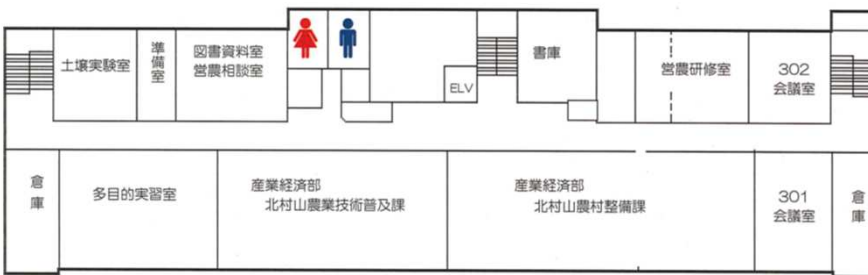 土壌実験室
準備室
図書資料室
営農相談室
ELV
書庫
営農研修室
302
会議室
倉庫
多目的実習室
産業経済部
北村山農業技術普及課
産業経済部
北村山農村整備課
301
会議室
倉庫